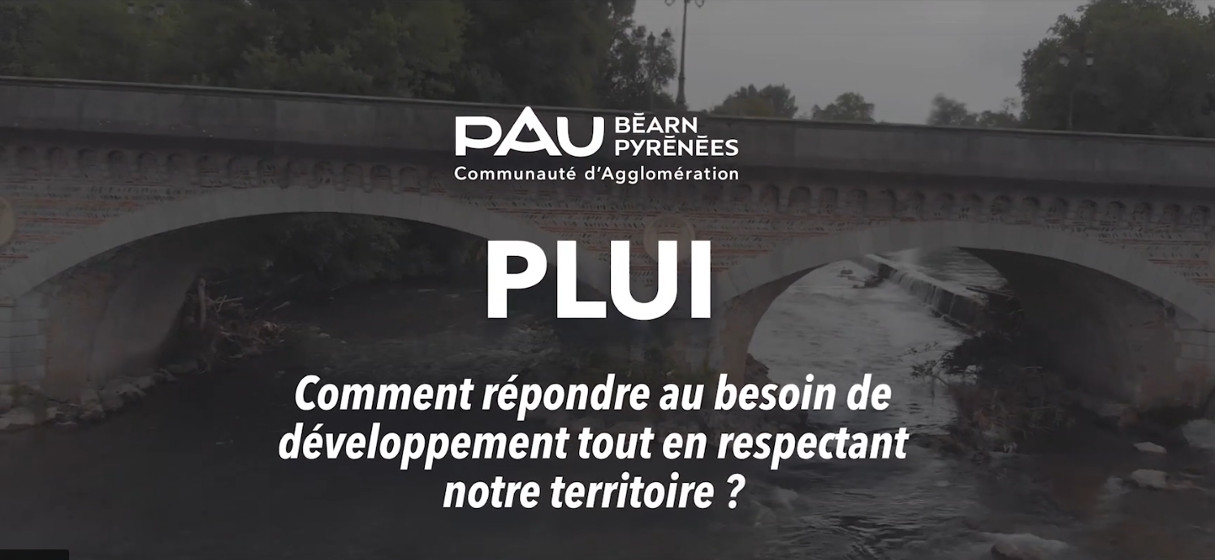 PAU BÉARN
PYRÉNÉES
Communauté d'Agglomération
PLUI
Comment répondre au besoin de
développement tout en respectant
notre territoire ?